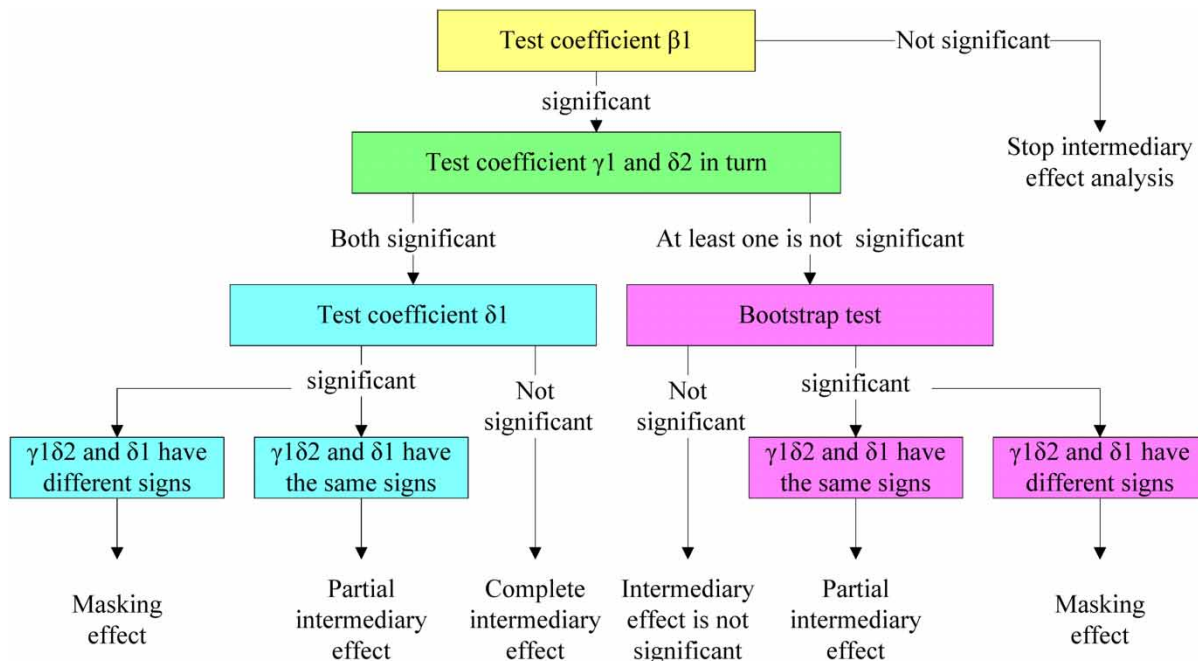 Test coefficient β1
Not significant
significant
Test coefficient γ1 and δ2 in turn
Stop intermediary
effect analysis
Both significant
At least one is not significant
Test coefficient δ1
Bootstrap test
significant
Not
significant
Not
significant
significant
γ1δ2 and δ1 have
different signs
γ1δ2 and δ1 have
the same signs
γ1δ2 and δ1 have
the same signs
γ1δ2 and δ1 have
different signs
Masking
effect
Partial
intermediary
effect
Complete
intermediary
effect
Intermediary
effect is not
significant
Partial
intermediary
effect
Masking
effect